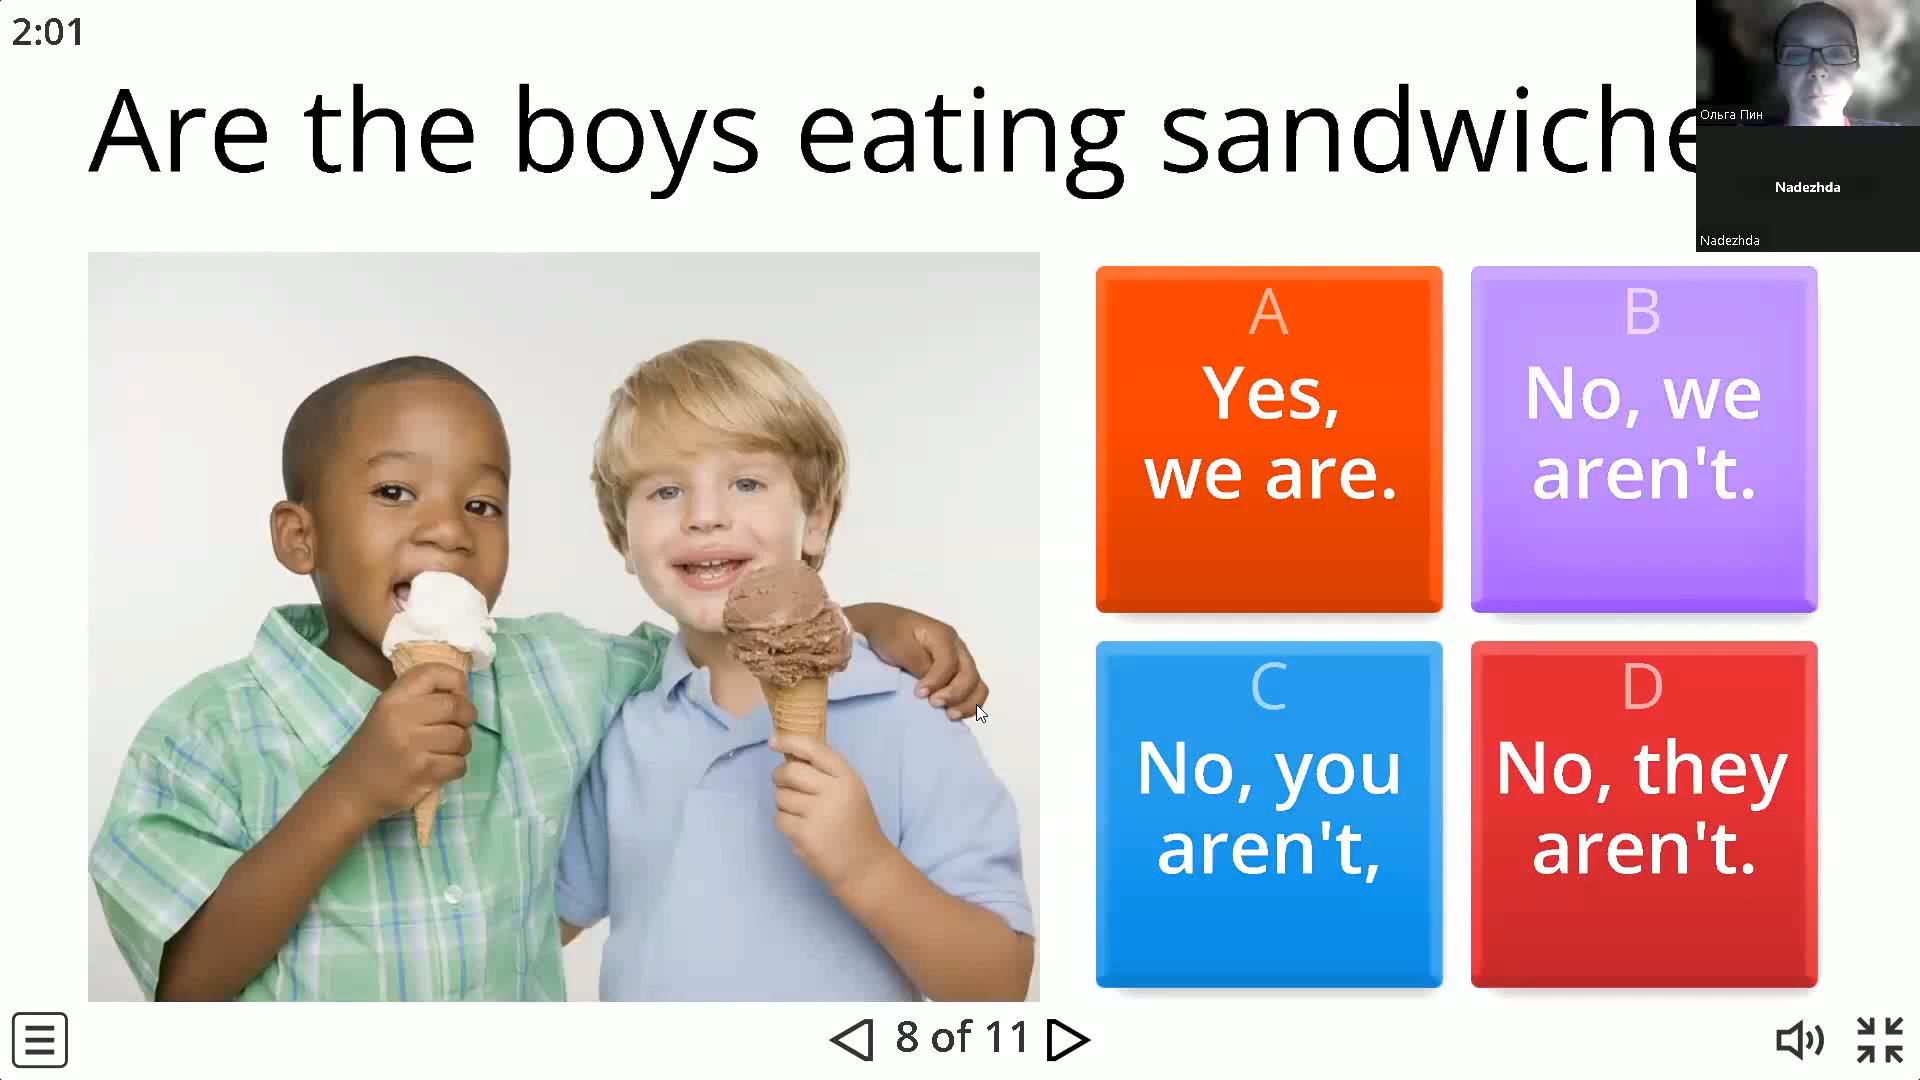 2:01
Are the boys eating sandwiche
Ольга Пин
Nadezhda
Nadezhda
A
Yes,
we are.
B
No, we
aren't.
C
No, you
aren't,
D
No, they
aren't.
8 of 11